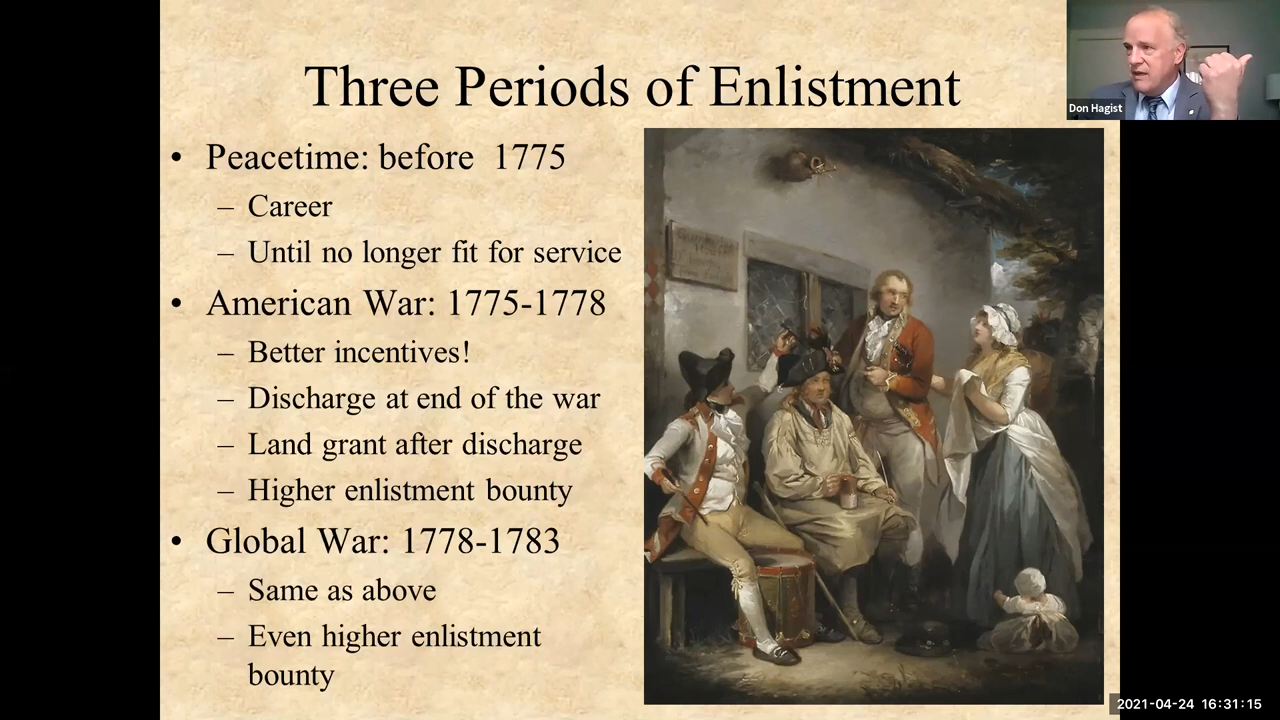 Three Periods of Enlistment
Don Hagist
• Peacetime: before 1775
– Career
– Until no longer fit for service
• American War: 1775-1778
– Better incentives!
– Discharge at end of the war
– Land grant after discharge
– Higher enlistment bounty
• Global War: 1778-1783
– Same as above
– Even higher enlistment
bounty
2021-04-24 16:31:15